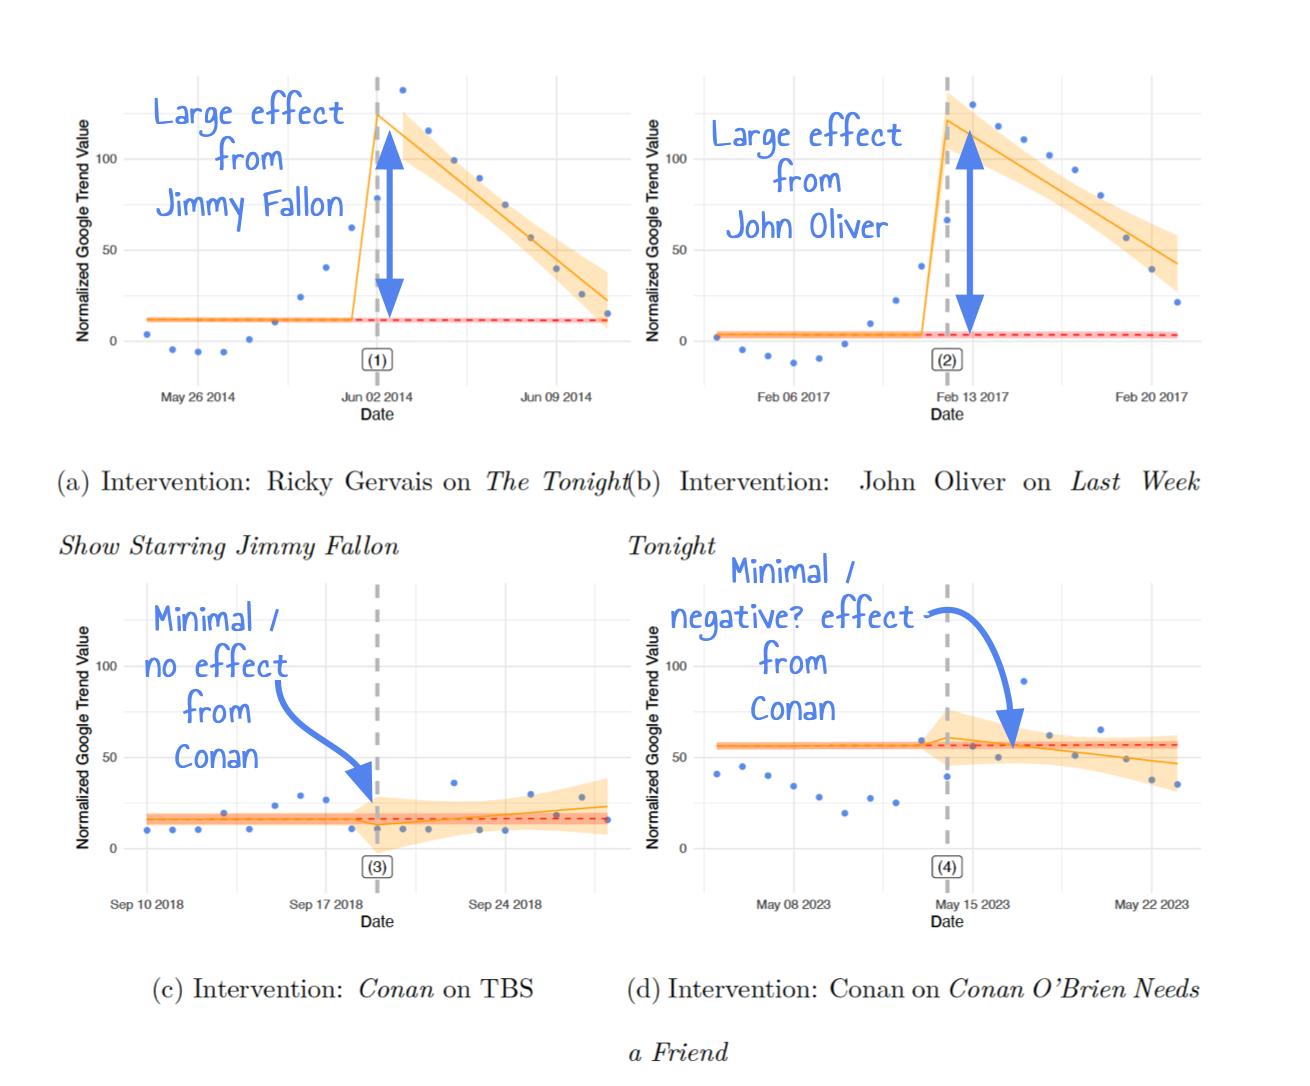 Large effect
from
Jimmy Fallon
Normalized Google Trend Value
100
50
0
(1)
May 26 2014
Jun 02 2014
Jun 09 2014
Date
Large effect
from
John Oliver
Normalized Google Trend Value
100
50
0
(2)
Feb 06 2017
Feb 13 2017
Feb 20 2017
Date
(a) Intervention: Ricky Gervais on The Tonight
Show Starring Jimmy Fallon
(b) Intervention: John Oliver on Last Week
Tonight
Minimal /
no effect
from
Conan
Normalized Google Trend Value
100
50
0
(3)
Sep 10 2018
Sep 17 2018
Sep 24 2018
Date
Minimal /
negative? effect
from
Conan
Normalized Google Trend Value
100
50
0
(4)
May 08 2023
May 15 2023
May 22 2023
Date
(c) Intervention: Conan on TBS
(d) Intervention: Conan on Conan O'Brien Needs
a Friend